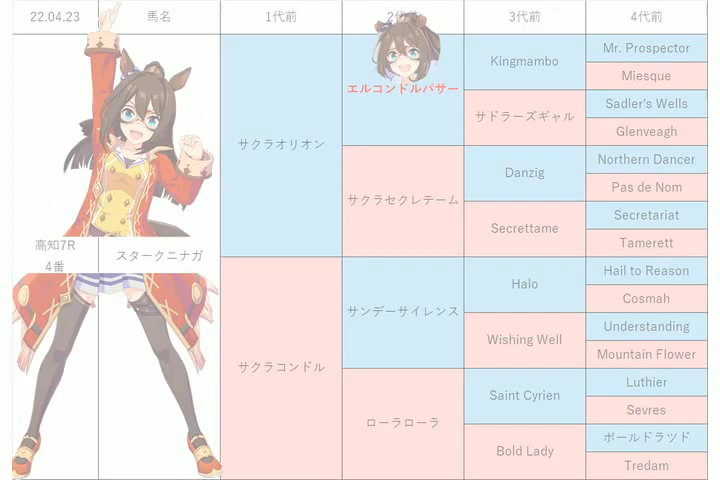 22.04.23 馬名 1代前 2代前 3代前 4代前
高知7R
4番
スタークニナガ
サクラオリオン
サクラコンドル
エルコンドルパサー
サクラセクレテーム
サンデーサイレンス
ローラローラ
Kingmambo
サドラーズギャル
Danzig
Secrettame
Halo
Wishing Well
Saint Cyrien
Bold Lady
Mr. Prospector
Miesque
Sadler's Wells
Glenveagh
Northern Dancer
Pas de Nom
Secretariat
Tamerett
Hail to Reason
Cosmah
Understanding
Mountain Flower
Luthier
Sevres
ボールドラツド
Tredam